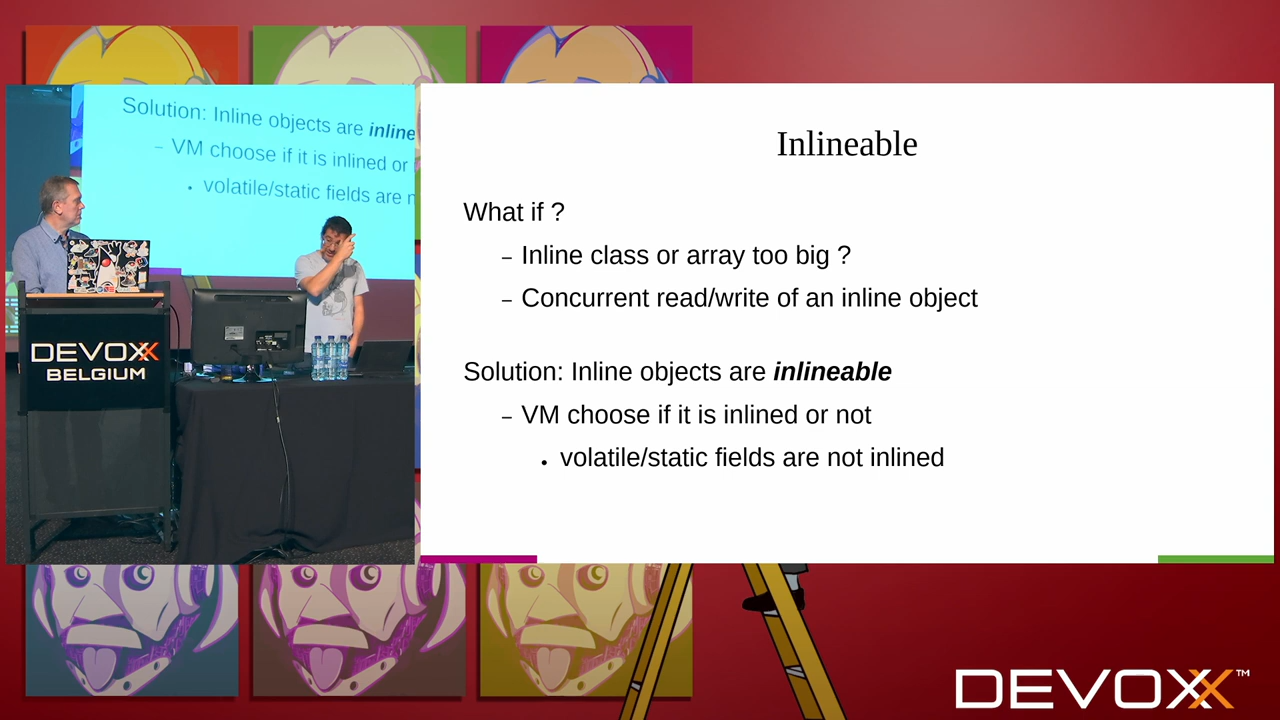 Solution: Inline objects are inline
– VM choose if it is inlined or
• volatile/static fields are n
DEVOXX
BELGIUM
Inlineable
What if ?
– Inline class or array too big ?
– Concurrent read/write of an inline object
Solution: Inline objects are inlineable
– VM choose if it is inlined or not
• volatile/static fields are not inlined
DEVOXX™